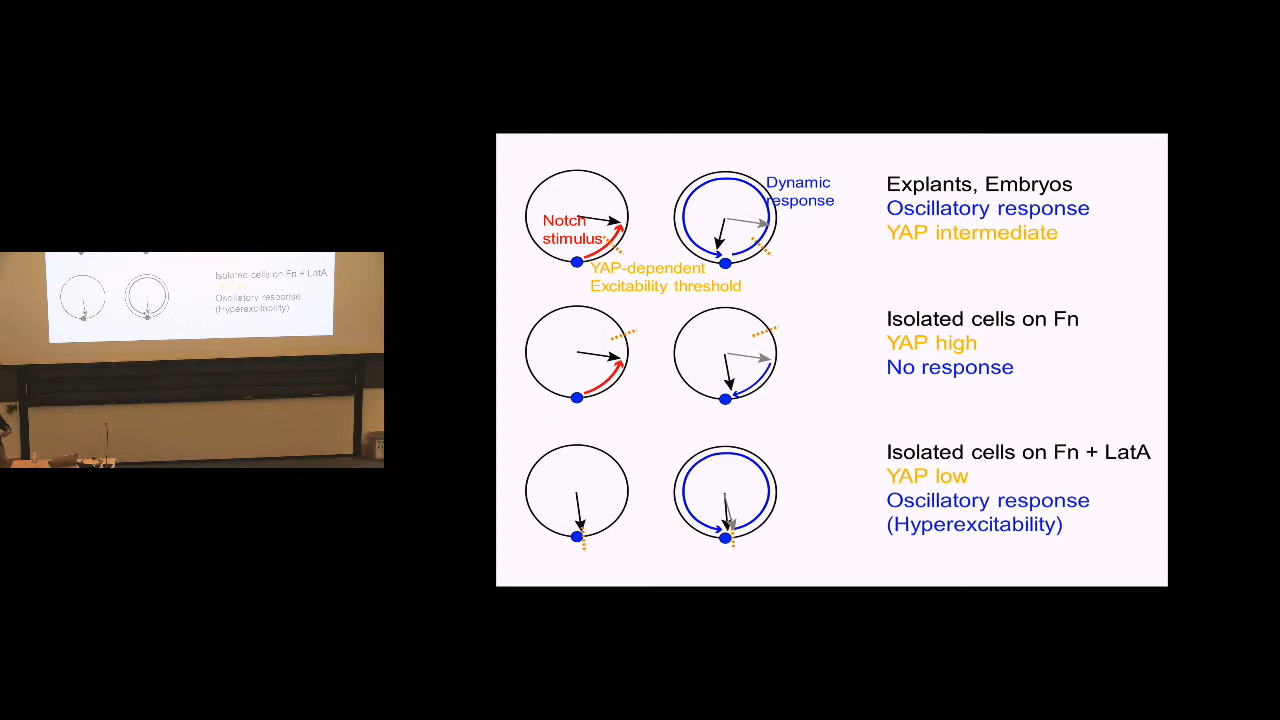 Notch
stimulus
YAP-dependent
Excitability threshold
Dynamic
response
Explants, Embryos
Oscillatory response
YAP intermediate
Isolated cells on Fn
YAP high
No response
Isolated cells on Fn + LatA
YAP low
Oscillatory response
(Hyperexcitability)
Isolated cells on Fn + LatA
Oscillatory response
(Hyperexcitability)